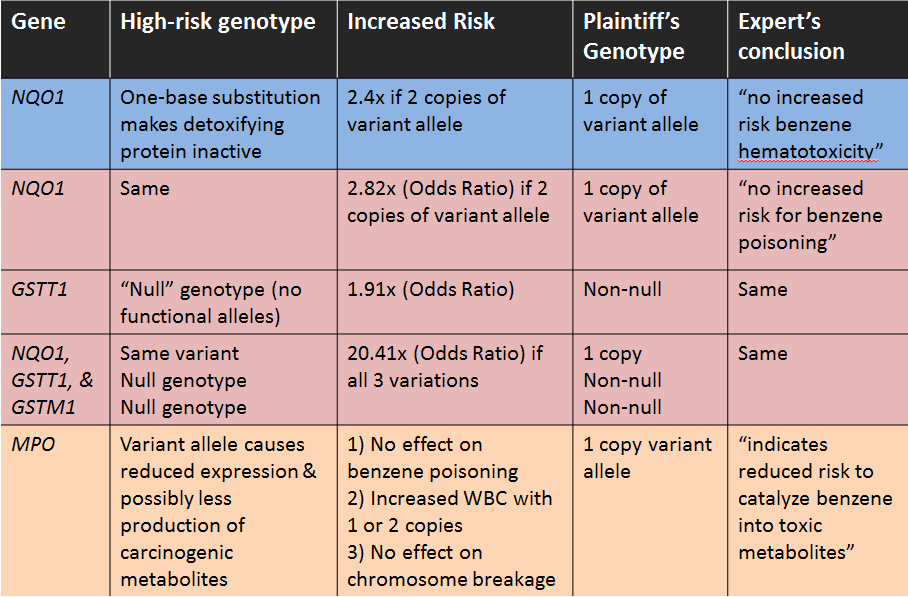 Gene
High-risk genotype
Increased Risk
Plaintiff’s
Genotype
Expert’s
conclusion
NQO1
One-base substitution
makes detoxifying
protein inactive
2.4x if 2 copies of
variant allele
1 copy of
variant allele
“no increased
risk benzene
hematotoxicity”
NQO1
Same
2.82x (Odds Ratio) if 2
copies of variant allele
1 copy of
variant allele
“no increased
risk for benzene
poisoning”
GSTT1
“Null” genotype (no
functional alleles)
1.91x (Odds Ratio)
Non-null
Same
NQO1,
GSTT1, &
GSTM1
Same variant
Null genotype
Null genotype
20.41x (Odds Ratio) if
all 3 variations
1 copy
Non-null
Non-null
Same
MPO
Variant allele causes
reduced expression &
possibly less
production of
carcinogenic
metabolites
1) No effect on
benzene poisoning
2) Increased WBC with
1 or 2 copies
3) No effect on
chromosome breakage
1 copy variant
allele
“indicates
reduced risk to
catalyze benzene
into toxic
metabolites”